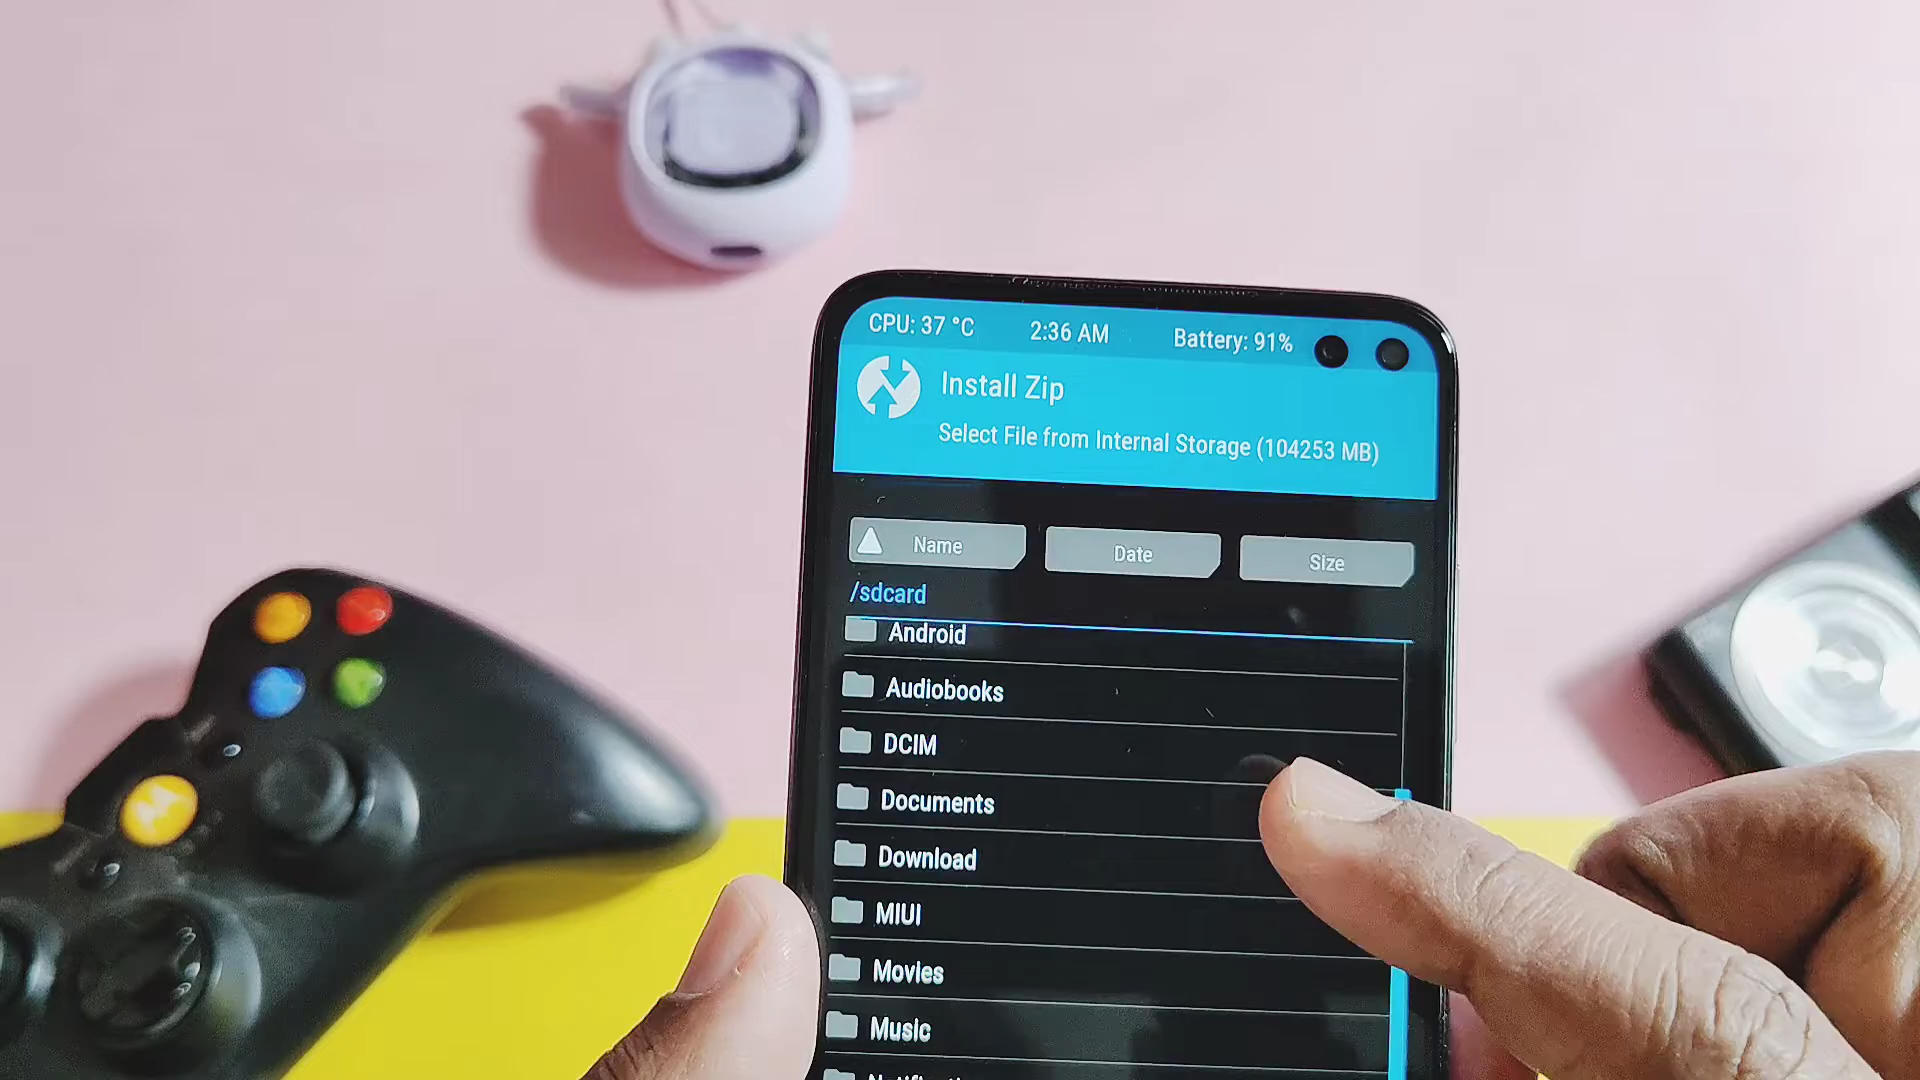 CPU: 37 °C 2:36 AM Battery: 91%
Install Zip
Select File from Internal Storage (104253 MB)
Name Date Size
/sdcard
Android
Audiobooks
DCIM
Documents
Download
MIUI
Movies
Music